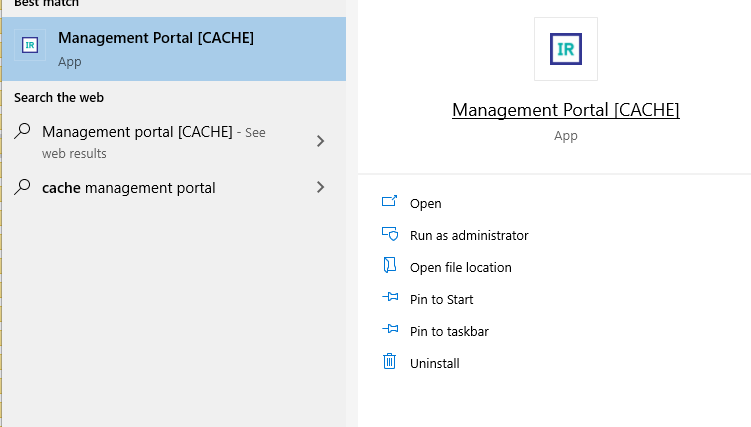 Best match
Management Portal [CACHE]
App
Search the web
Management portal [CACHE] - See
web results
cache management portal
IR
Management Portal [CACHE]
App
Open
Run as administrator
Open file location
Pin to Start
Pin to taskbar
Uninstall